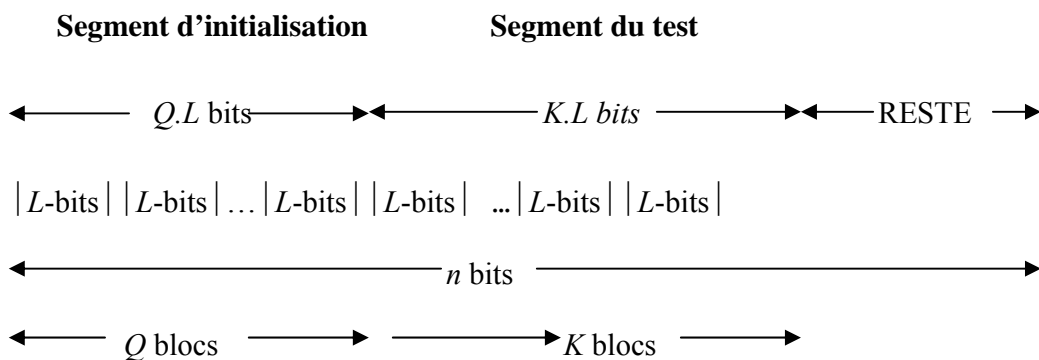 Segment d’initialisation Segment du test
Q.L bits K.L bits RESTE
|L-bits| |L-bits|…|L-bits| |L-bits| …|L-bits| |L-bits|
n bits
Q blocs K blocs